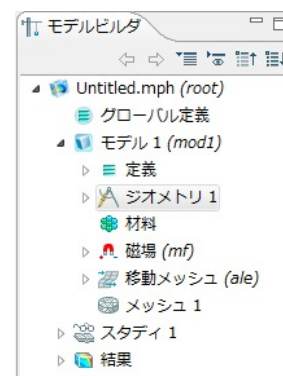 モデルビルダ
Untitled.mph (root)
グローバル定義
モデル 1 (mod1)
定義
ジオメトリ 1
材料
磁場 (mf)
移動メッシュ (ale)
メッシュ 1
スタディ 1
結果